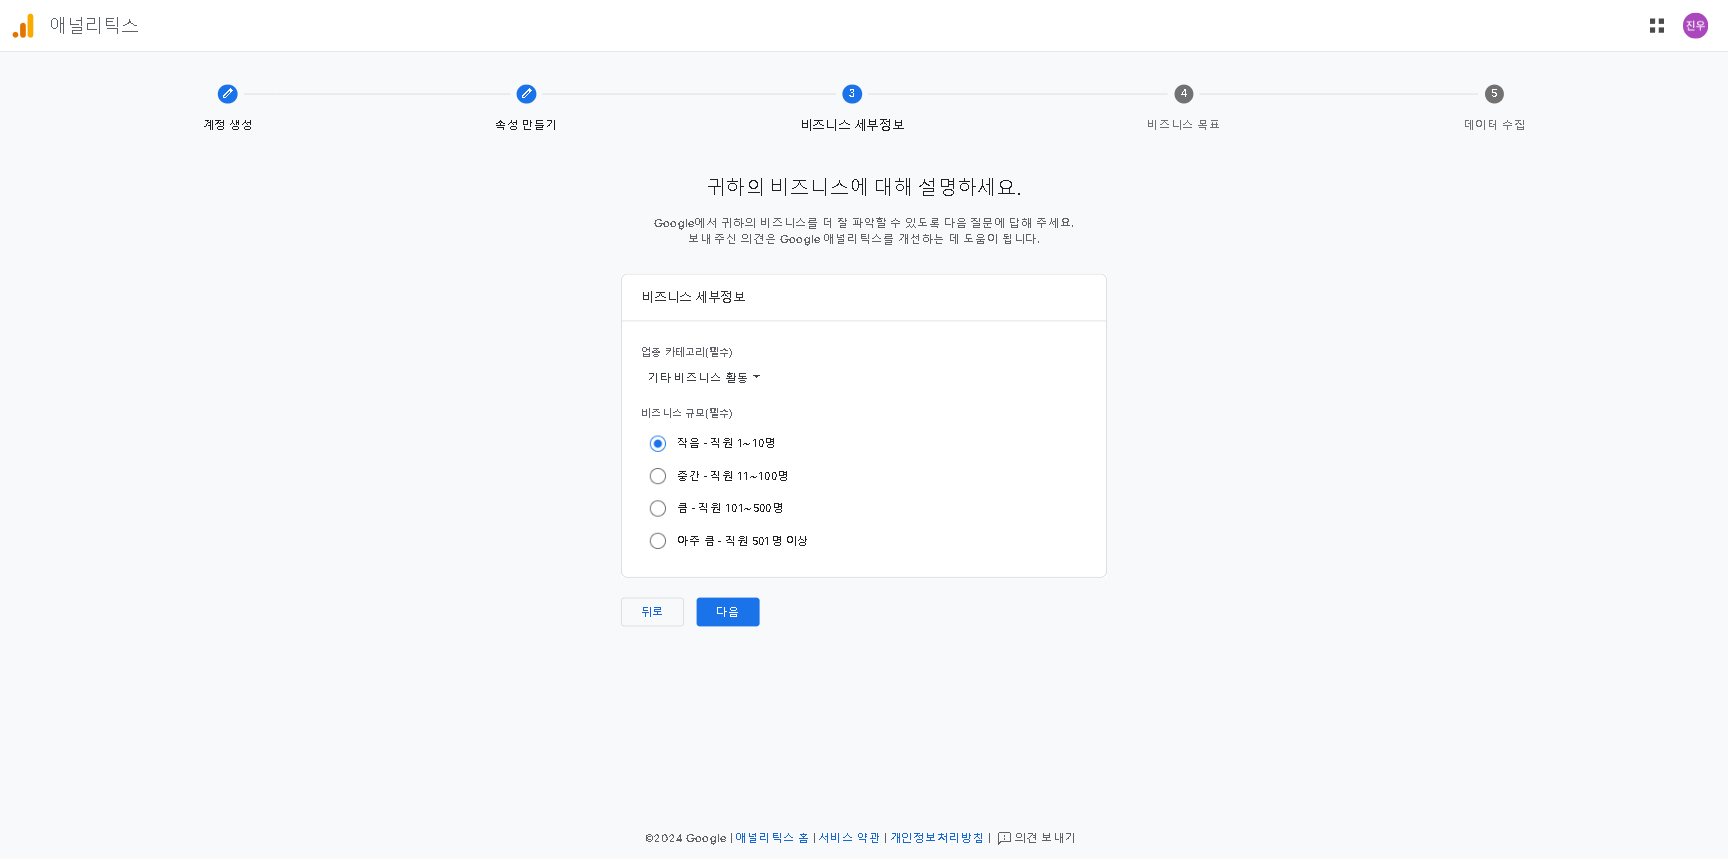 애널리틱스
진우
3
4
5
계정 생성
속성 만들기
비즈니스 세부정보
비즈니스 목표
데이터 수집
귀하의 비즈니스에 대해 설명하세요.
Google에서 귀하의 비즈니스를 더 잘 파악할 수 있도록 다음 질문에 답해 주세요.
보내 주신 의견은 Google 애널리틱스를 개선하는 데 도움이 됩니다.
비즈니스 세부정보
업종 카테고리(필수)
기타 비즈니스 활동
비즈니스 규모(필수)
작음 - 직원 1~10명
중간 - 직원 11~100명
큼 - 직원 101~500명
아주 큼 - 직원 501명 이상
뒤로
다음
©2024 Google | 애널리틱스 홈 | 서비스 약관 | 개인정보처리방침 | 의견 보내기